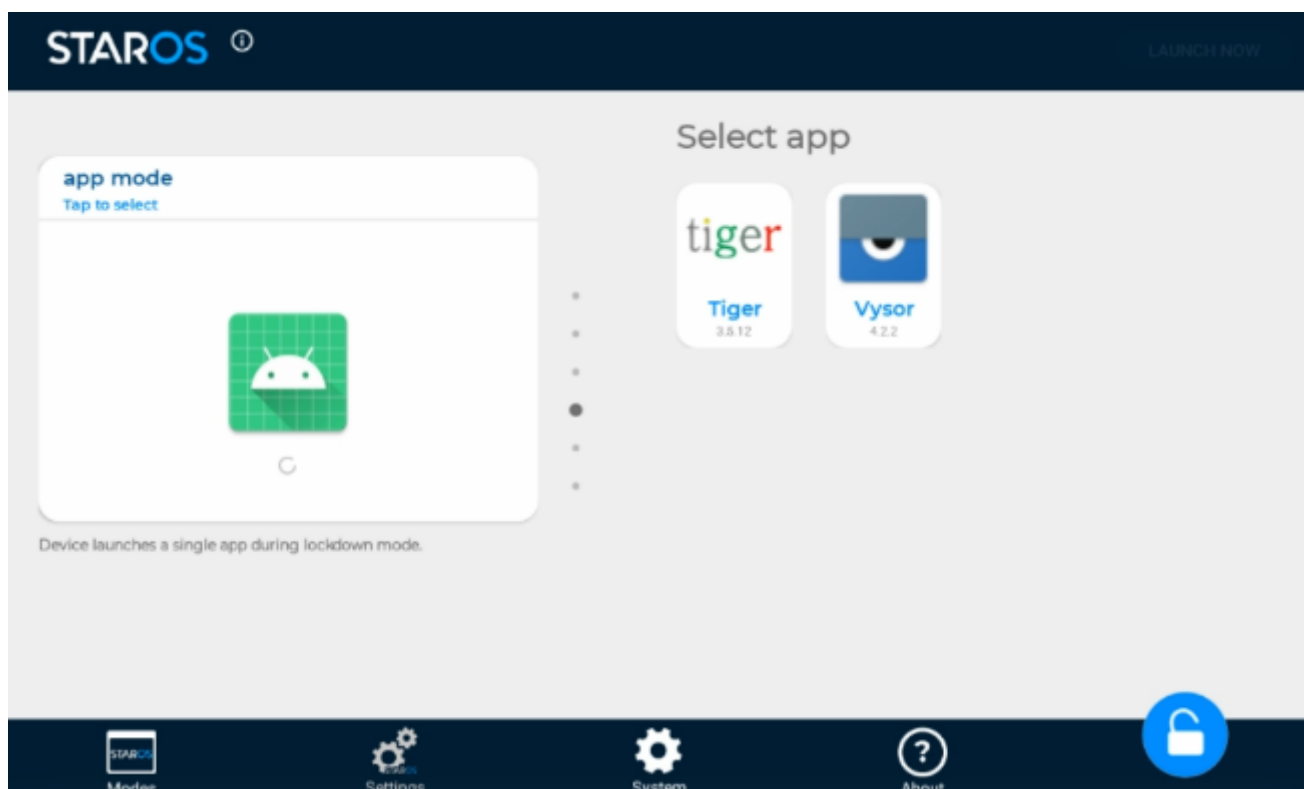 STAROS
LAUNCH NOW
app mode
Tap to select
Device launches a single app during lockdown mode.
Select app
tiger
Tiger
3.5.12
Vysor
4.2.2
STAROS
Modes
STAROS
Settings
System
?
About